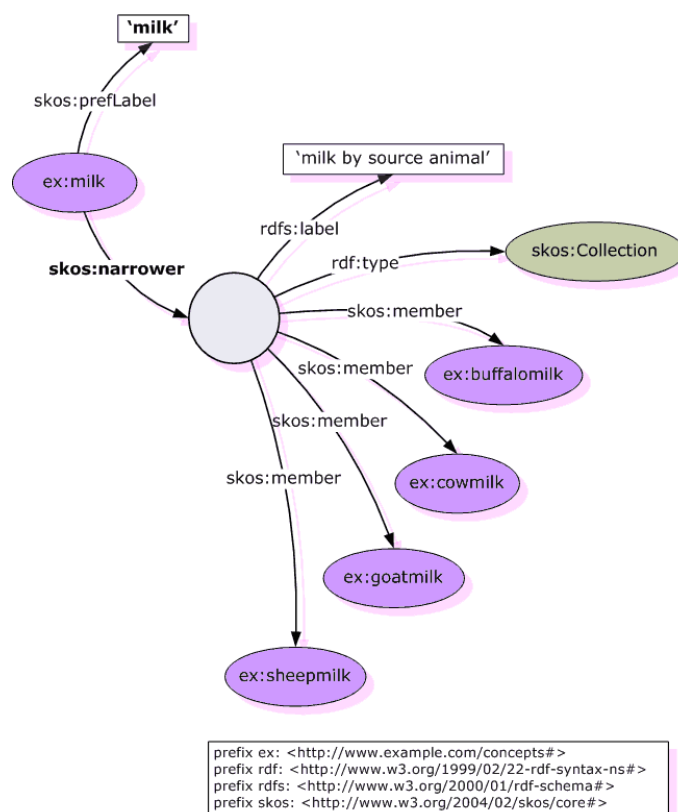 ‘milk’
skos:prefLabel
‘milk by source animal’
ex:milk
rdfs:label
skos:Collection
rdf:type
skos:narrower
skos:member
skos:member
ex:buffalomilk
skos:member
skos:member
ex:cowmilk
ex:goatmilk
ex:sheepmilk
prefix ex: <http://www.example.com/concepts#>
prefix rdf: <http://www.w3.org/1999/02/22-rdf-syntax-ns#>
prefix rdfs: <http://www.w3.org/2000/01/rdf-schema#>
prefix skos: <http://www.w3.org/2004/02/skos/core#>